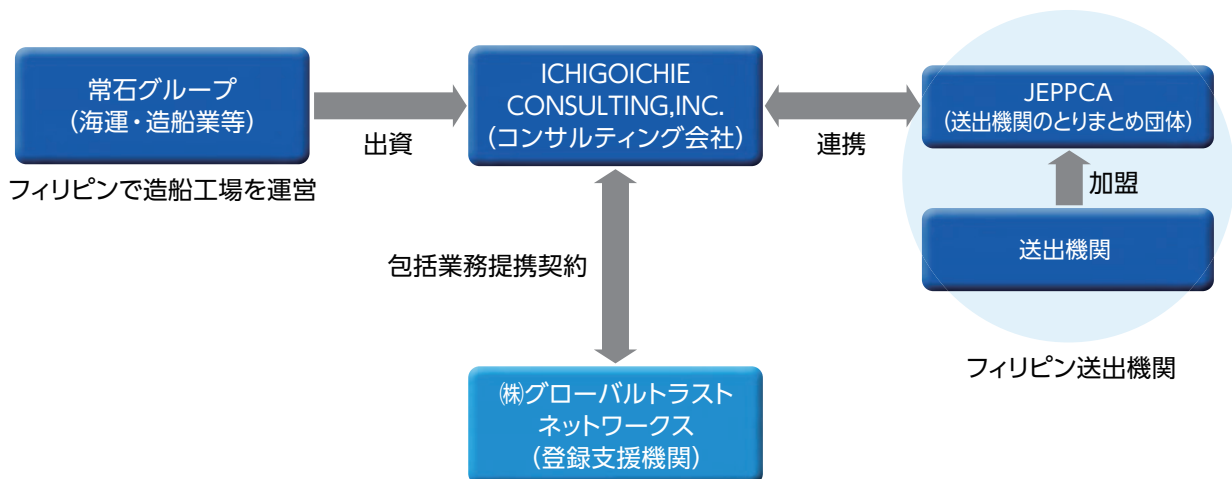 常石グループ
(海運・造船業等)
フィリピンで造船工場を運営
出資
ICHIGOICHIE
CONSULTING,INC.
(コンサルティング会社)
連携
JEPPCA
(送出機関のとりまとめ団体)
加盟
送出機関
フィリピン送出機関
包括業務提携契約
㈱グローバルトラスト
ネットワークス
(登録支援機関)